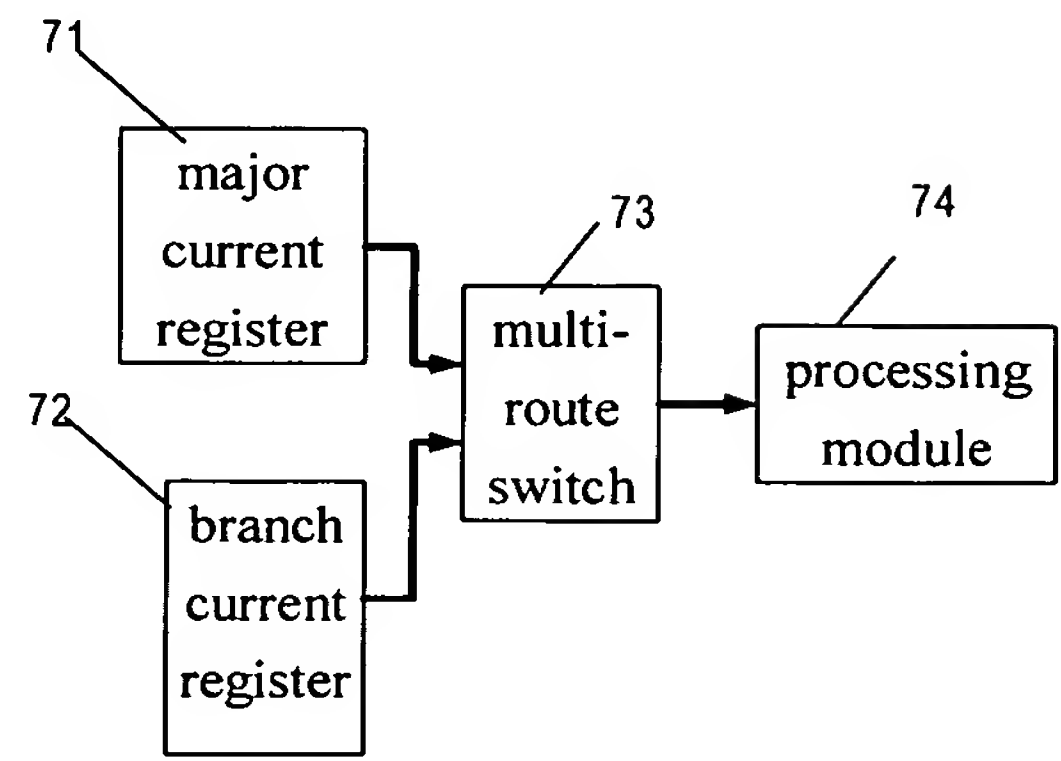 71
major
current
register
73
multi-
route
switch
74
processing
module
72
branch
current
register